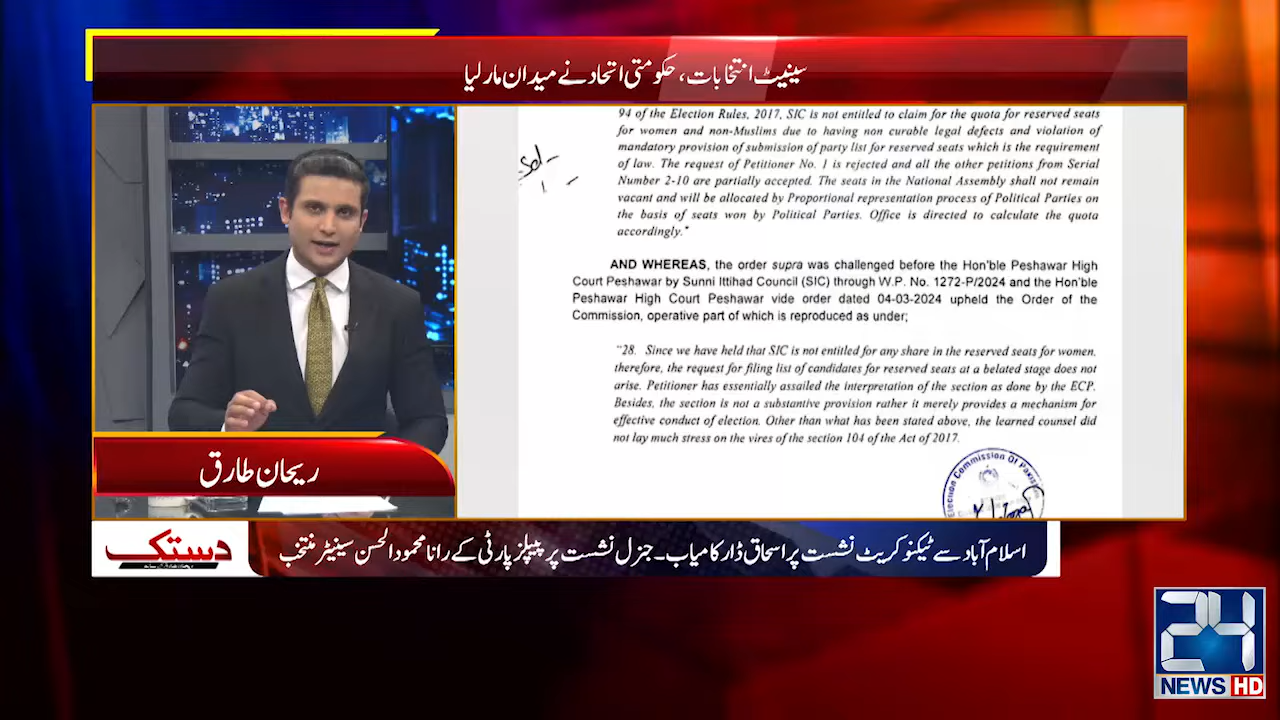 سینیٹ انتخابات، حکومتی اتحاد نے میدان مار لیا
94 of the Election Rules, 2017, SIC is not entitled to claim for the quota for reserved seats
for women and non-Muslims due to having non curable legal defects and violation of
mandatory provision of submission of party list for reserved seats which is the requirement
of law. The request of Petitioner No. 1 is rejected and all the other petitions from Serial
Number 2-10 are partially accepted. The seats in the National Assembly shall not remain
vacant and will be allocated by Proportional representation process of Political Parties on
the basis of seats won by Political Parties. Office is directed to calculate the quota
accordingly."
AND WHEREAS, the order supra was challenged before the Hon'ble Peshawar High
Court Peshawar by Sunni Ittihad Council (SIC) through W.P. No. 1272-P/2024 and the Hon'ble
Peshawar High Court Peshawar vide order dated 04-03-2024 upheld the Order of the
Commission, operative part of which is reproduced as under;
"28. Since we have held that SIC is not entitled for any share in the reserved seats for women,
therefore, the request for filing list of candidates for reserved seats at a belated stage does not
arise. Petitioner has essentially assailed the interpretation of the section as done by the ECP.
Besides, the section is not a substantive provision rather it merely provides a mechanism for
effective conduct of election. Other than what has been stated above, the learned counsel did
not lay much stress on the vires of the section 104 of the Act of 2017.
Election Commission Of
ریحان طارق
دستک
اسلام آباد سے ٹیکنوکریٹ نشست پر اسحاق ڈار کامیاب۔ جنرل نشست پر پیپلز پارٹی کے رانا محمود الحسن سینیٹر منتخب
24
NEWS HD